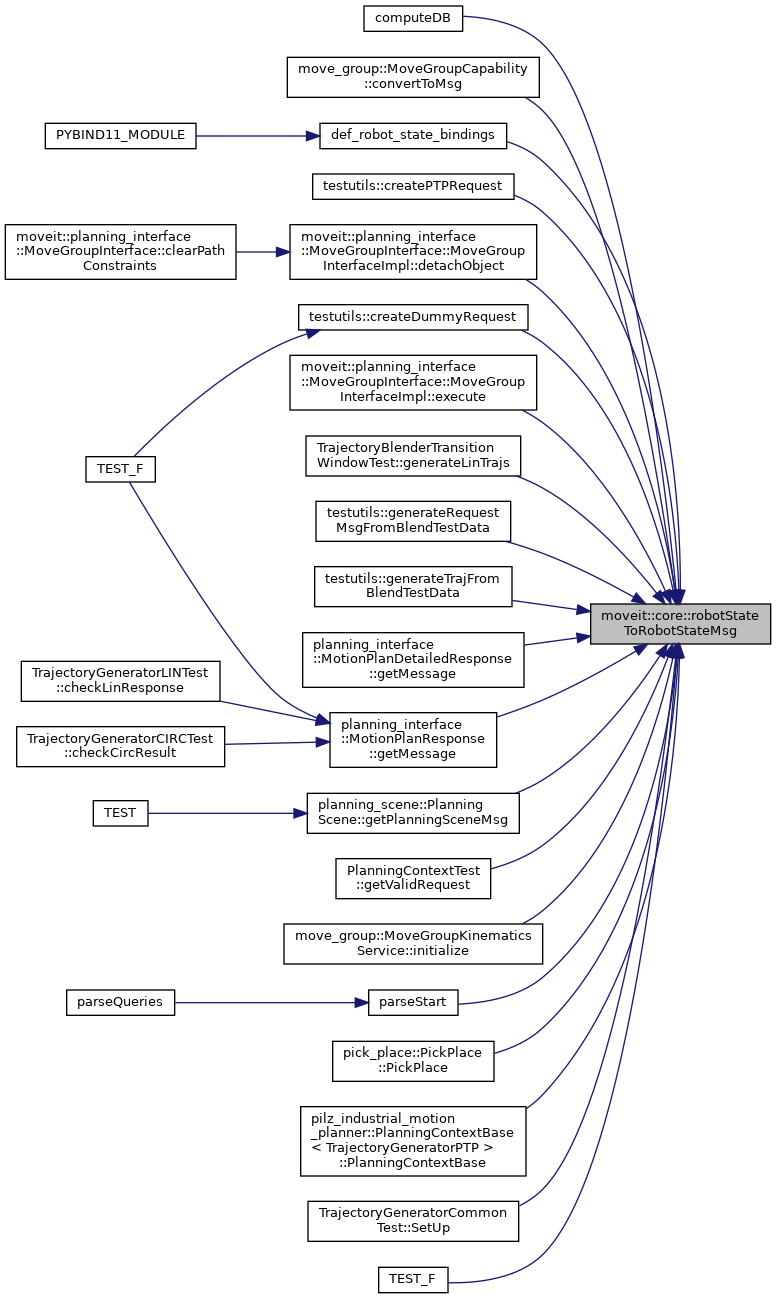 computeDB
move_group::MoveGroupCapability
::convertToMsg
PYBIND11_MODULE
def_robot_state_bindings
testutils::createPTPRequest
moveit::planning_interface
::MoveGroupInterface::clearPath
Constraints
moveit::planning_interface
::MoveGroupInterface::MoveGroup
InterfaceImpl::detachObject
testutils::createDummyRequest
moveit::planning_interface
::MoveGroupInterface::MoveGroup
InterfaceImpl::execute
TrajectoryBlenderTransition
WindowTest::generateLinTrajs
TEST_F
testutils::generateRequest
MsgFromBlendTestData
testutils::generateTrajFrom
BlendTestData
moveit::core::robotState
ToRobotStateMsg
planning_interface
::MotionPlanDetailedResponse
::getMessage
TrajectoryGeneratorLINTest
::checkLinResponse
planning_interface
::MotionPlanResponse
::getMessage
TrajectoryGeneratorCIRCTest
::checkCircResult
TEST
planning_scene::Planning
Scene::getPlanningSceneMsg
PlanningContextTest
::getValidRequest
move_group::MoveGroupKinematics
Service::initialize
parseQueries
parseStart
pick_place::PickPlace
::PickPlace
pilz_industrial_motion
_planner::PlanningContextBase
< TrajectoryGeneratorPTP >
::PlanningContextBase
TrajectoryGeneratorCommon
Test::SetUp
TEST_F